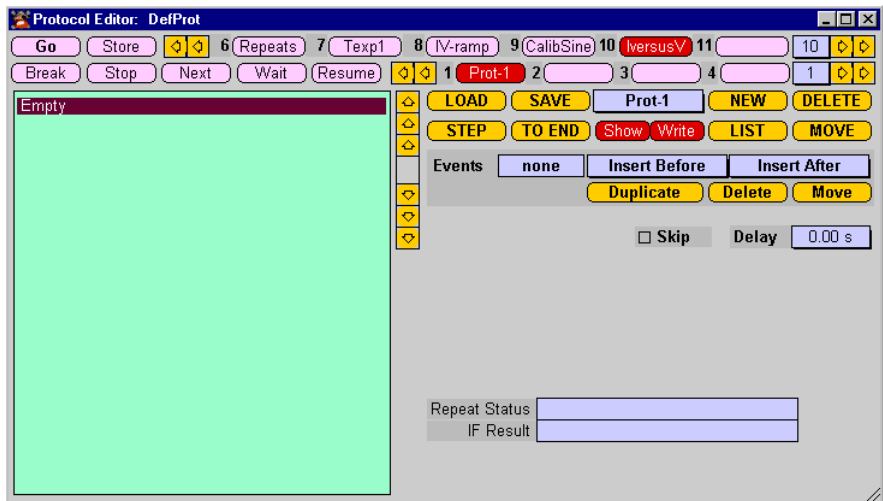 Protocol Editor: DefProt
Go Store 6 Repeats 7 Texp1 8 IV-ramp 9 CalibSine 10 IversusV 11 10
Break Stop Next Wait Resume 1 Prot-1 2 3 4 1
Empty
LOAD SAVE Prot-1 NEW DELETE
STEP TO END Show Write LIST MOVE
Events none Insert Before Insert After
Duplicate Delete Move
Skip Delay 0.00 s
Repeat Status
IF Result